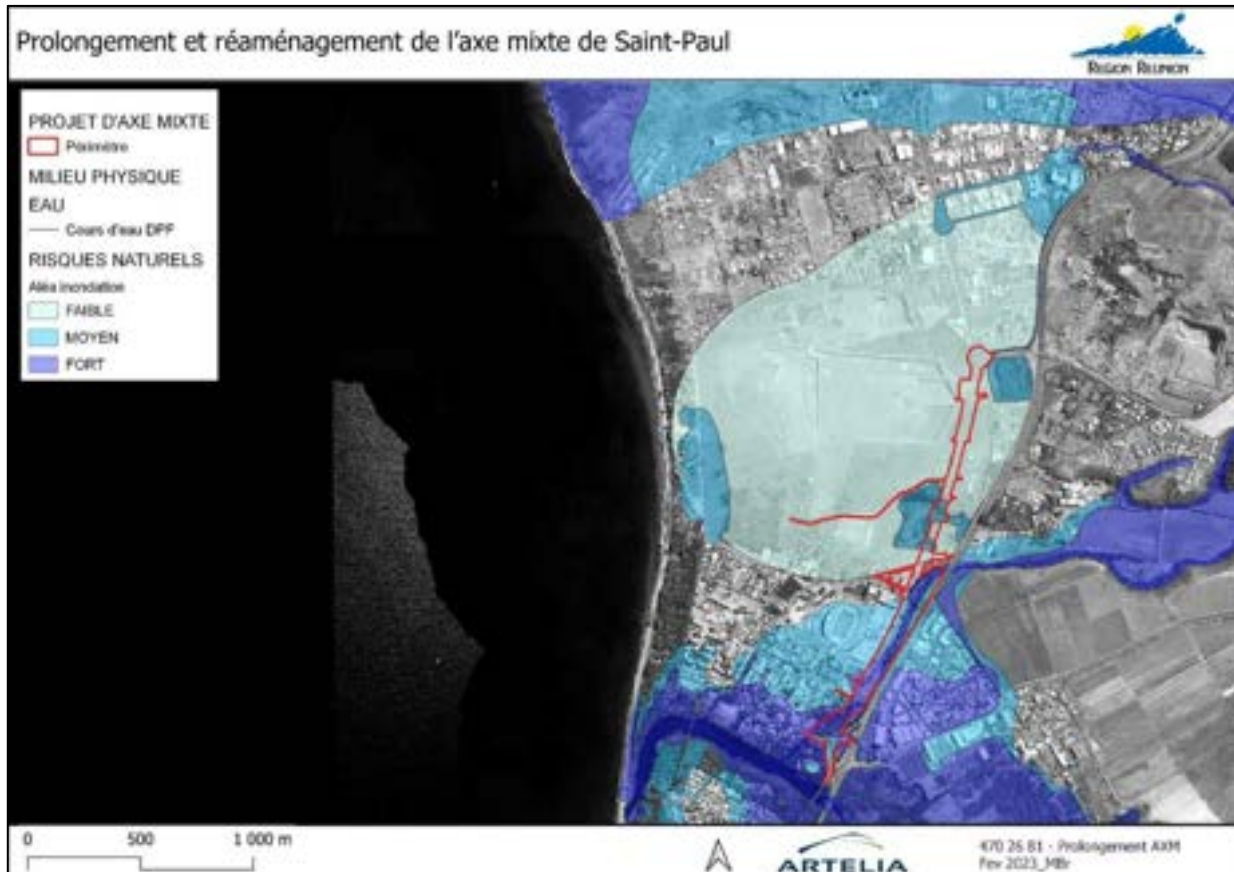 Prolongement et réaménagement de l'axe mixte de Saint-Paul
REGION REUNION
PROJET D'AXE MIXTE
Périmètre
MILIEU PHYSIQUE
EAU
Cours d'eau DPF
RISQUES NATURELS
Aléa inondation
FAIBLE
MOYEN
FORT
0 500 1 000 m
ARTELIA
470 26 81 - Prolongement AXM
Fev 2023_MBr